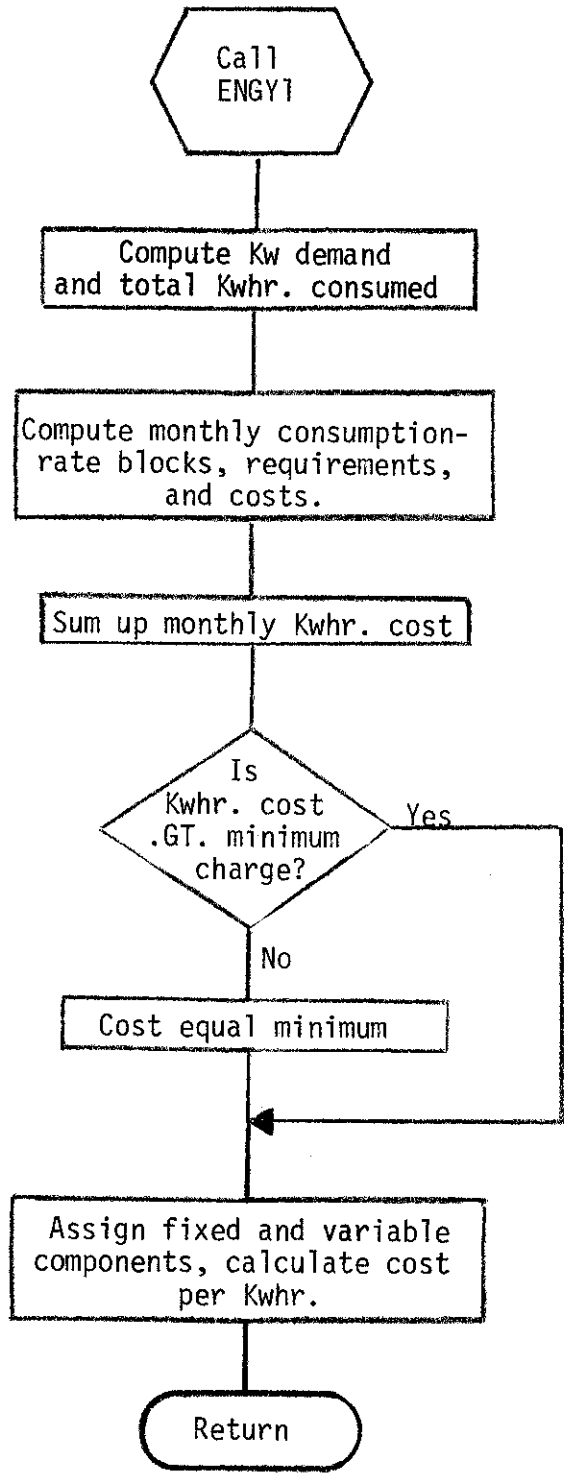 Call
ENGY1
Compute Kw demand
and total Kwhr. consumed
Compute monthly consumption-
rate blocks, requirements,
and costs.
Sum up monthly Kwhr. cost
Is
Kwhr. cost
.GT. minimum
charge?
Yes
No
Cost equal minimum
Assign fixed and variable
components, calculate cost
per Kwhr.
Return